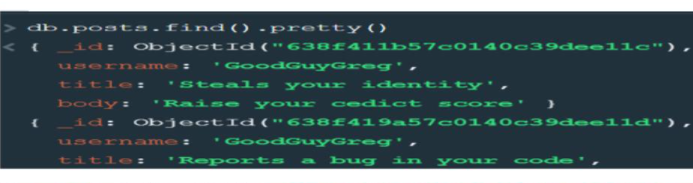 > db.posts.find().pretty()
< { _id: ObjectId("638f411b57c0140c39dee11c"),
username: 'GoodGuyGreg',
title: 'Steals your identity',
body: 'Raise your cedict score' }
{ _id: ObjectId("638f419a57c0140c39dee11d"),
username: 'GoodGuyGreg',
title: 'Reports a bug in your code',